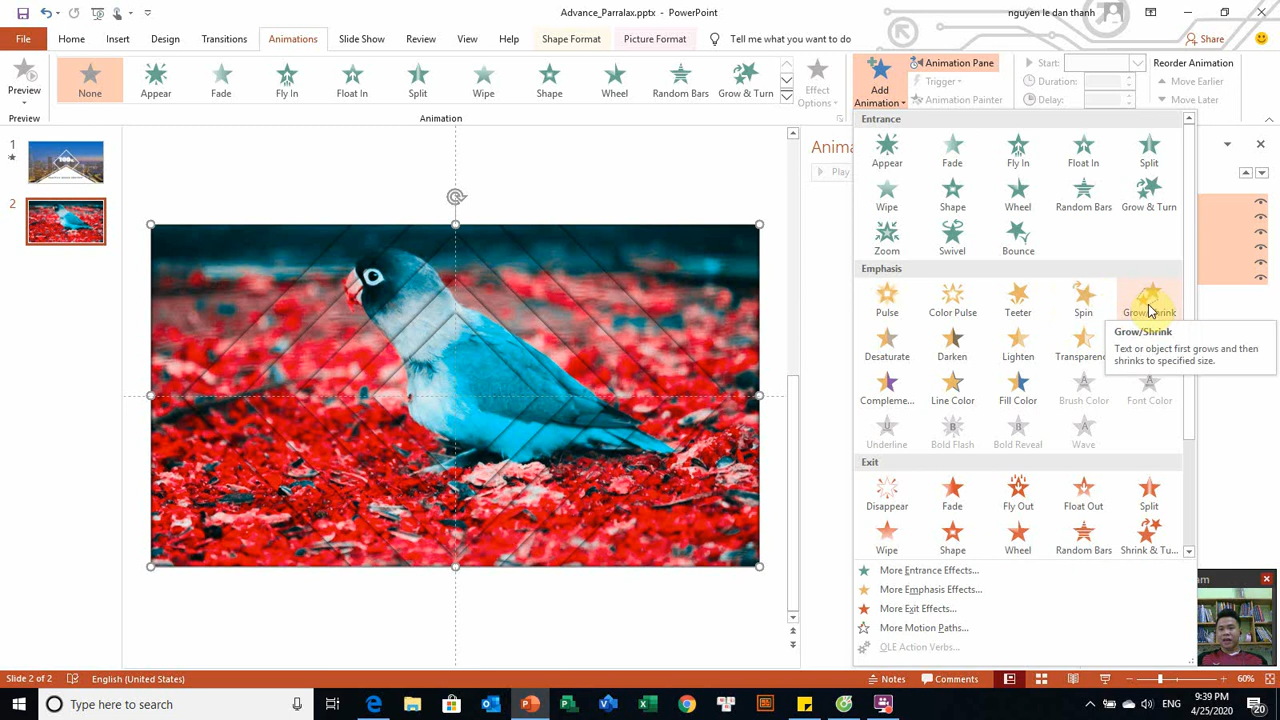 Advance_Parralax.pptx - PowerPoint
nguyen le dan thanh
File
Home
Insert
Design
Transitions
Animations
Slide Show
Review
View
Help
Shape Format
Picture Format
Tell me what you want to do
Share
Preview
None
Appear
Fade
Fly In
Float In
Split
Wipe
Shape
Wheel
Random Bars
Grow & Turn
Effect
Options
Add
Animation
Animation Pane
Trigger
Animation Painter
Start:
Duration:
Delay:
Reorder Animation
Move Earlier
Move Later
Preview
Animation
1
2
Anima
Play
Entrance
Appear
Fade
Fly In
Float In
Split
Wipe
Shape
Wheel
Random Bars
Grow & Turn
Zoom
Swivel
Bounce
Emphasis
Pulse
Color Pulse
Teeter
Spin
Grow/Shrink
Grow/Shrink
Text or object first grows and then
shrinks to specified size.
Desaturate
Darken
Lighten
Transparenc
Compleme...
Line Color
Fill Color
Brush Color
Font Color
Underline
Bold Flash
Bold Reveal
Wave
Exit
Disappear
Fade
Fly Out
Float Out
Split
Wipe
Shape
Wheel
Random Bars
Shrink & Tu...
More Entrance Effects...
More Emphasis Effects...
More Exit Effects...
More Motion Paths...
OLE Action Verbs...
am
Slide 2 of 2
English (United States)
Notes
Comments
60%
Type here to search
9:39 PM
4/25/2020
20